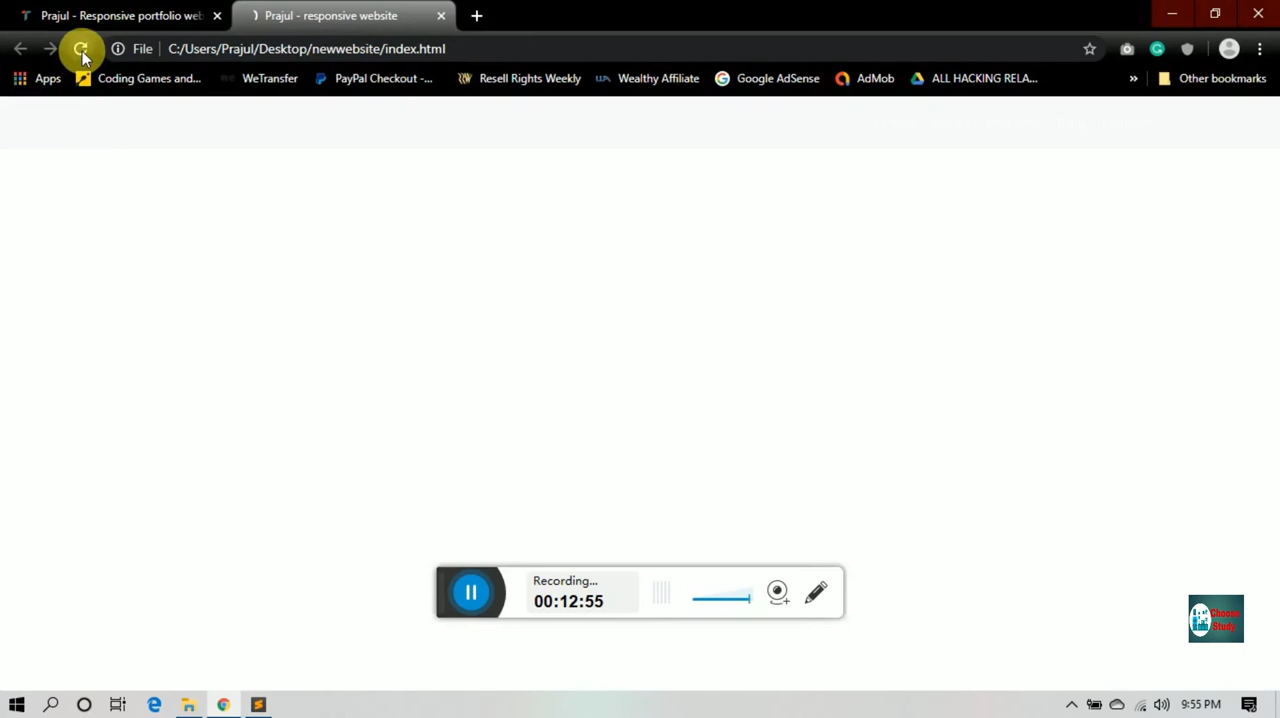 Prajul - Responsive portfolio web
Prajul - responsive website
File
C:/Users/Prajul/Desktop/newwebsite/index.html
Apps
Coding Games and...
WeTransfer
PayPal Checkout -...
Resell Rights Weekly
Wealthy Affiliate
Google AdSense
AdMob
ALL HACKING RELA...
»
Other bookmarks
Recording...
00:12:55
Choose
Study
9:55 PM